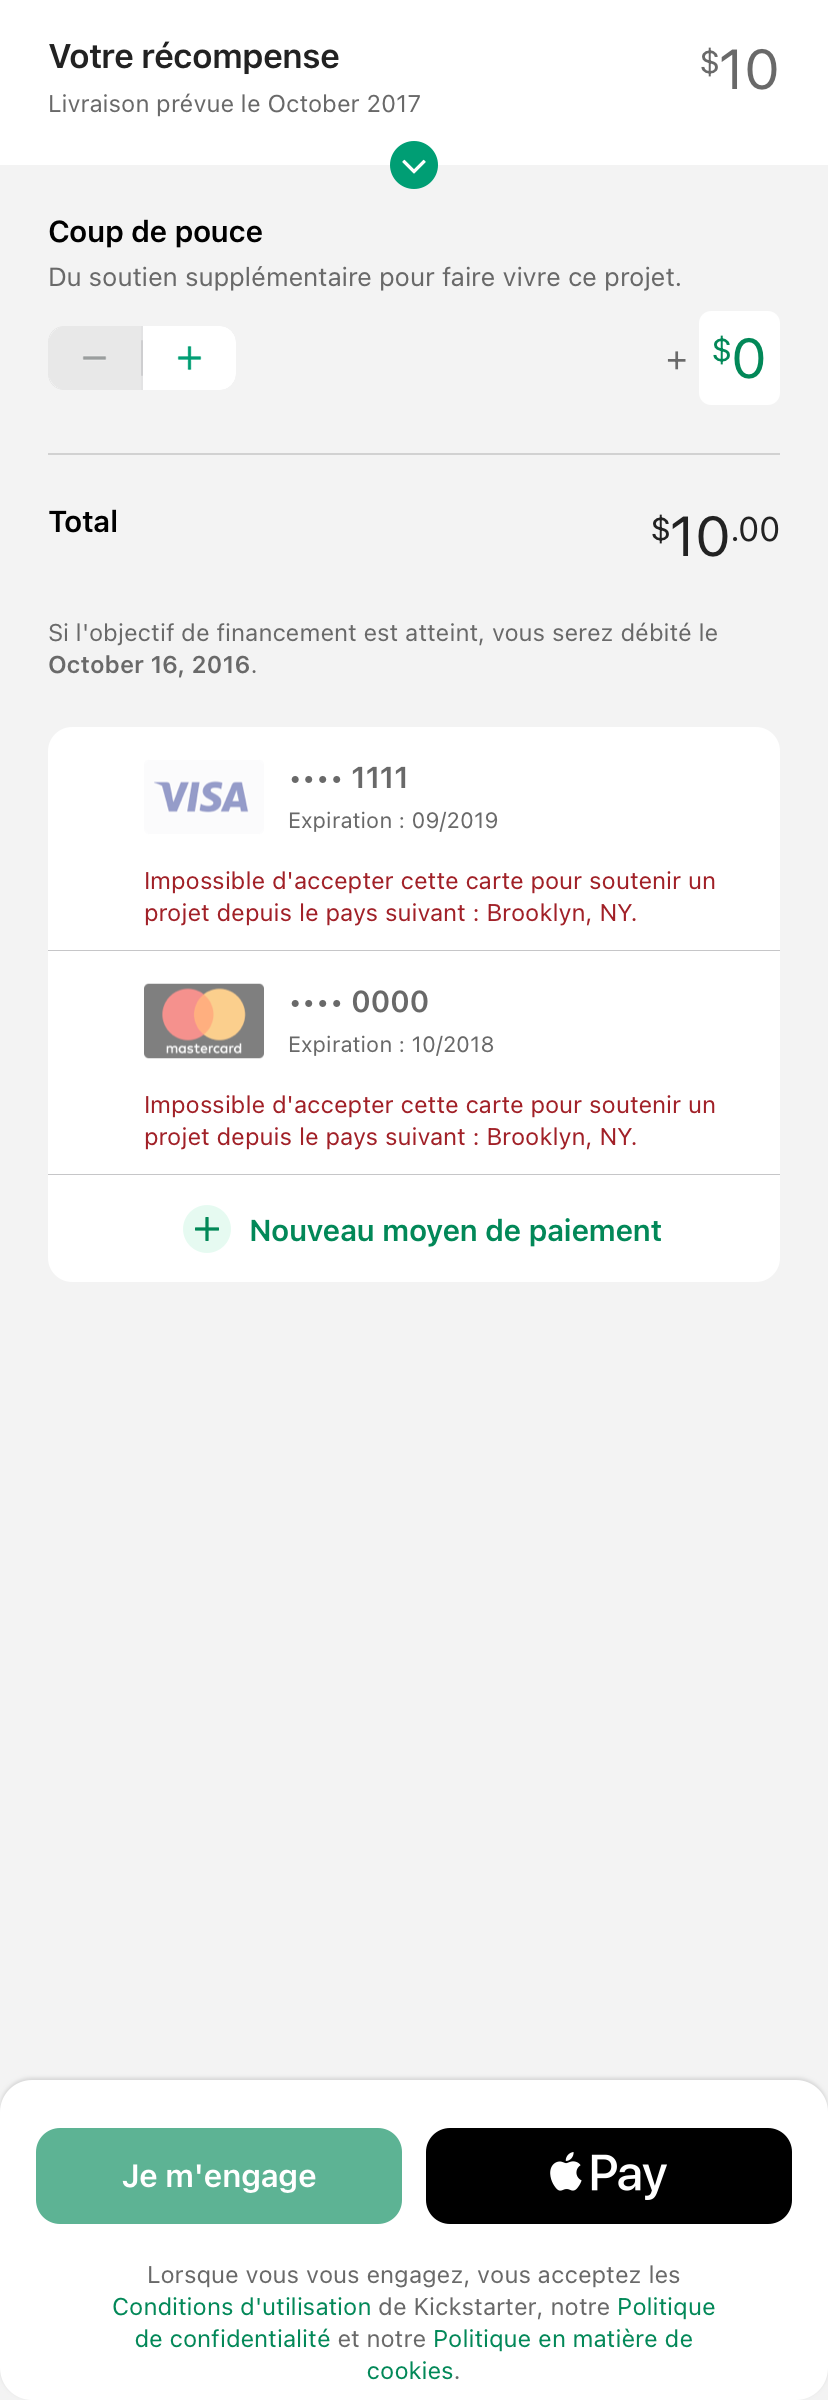 Votre récompense
$10
Livraison prévue le October 2017
Coup de pouce
Du soutien supplémentaire pour faire vivre ce projet.
− + + $0
Total
$10.00
Si l'objectif de financement est atteint, vous serez débité le
October 16, 2016.
VISA
•••• 1111
Expiration : 09/2019
Impossible d'accepter cette carte pour soutenir un
projet depuis le pays suivant : Brooklyn, NY.
•••• 0000
mastercard
Expiration : 10/2018
Impossible d'accepter cette carte pour soutenir un
projet depuis le pays suivant : Brooklyn, NY.
+ Nouveau moyen de paiement
Je m'engage
Pay
Lorsque vous vous engagez, vous acceptez les
Conditions d'utilisation de Kickstarter, notre Politique
de confidentialité et notre Politique en matière de
cookies.